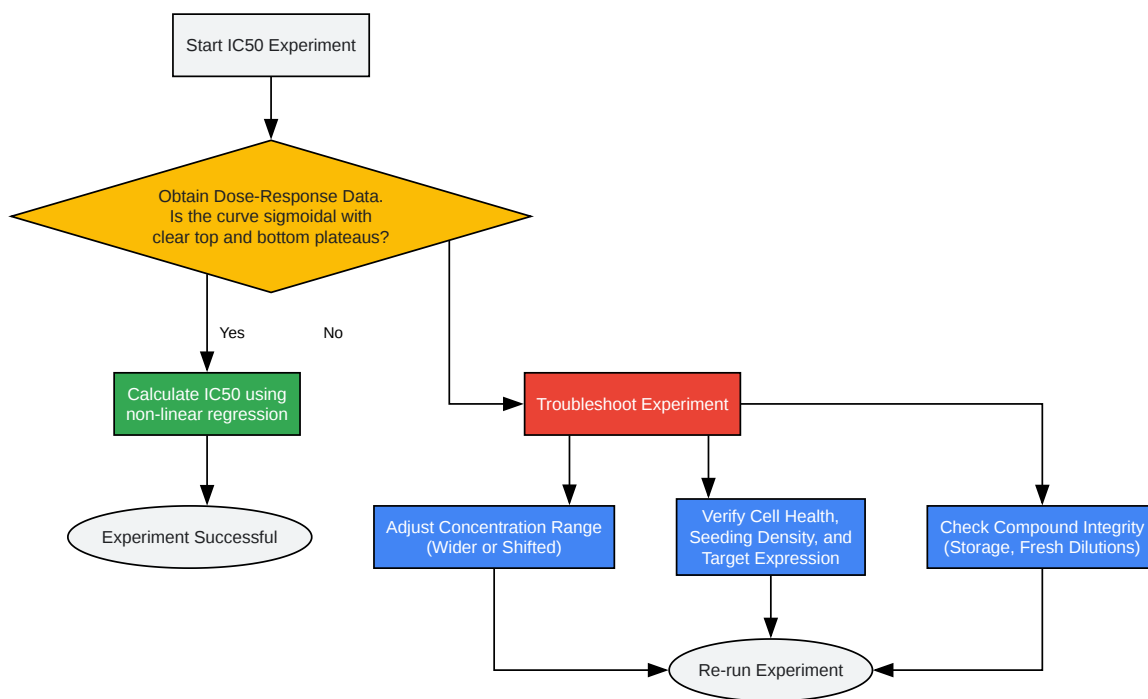 Start IC50 Experiment
Obtain Dose-Response Data.
Is the curve sigmoidal with
clear top and bottom plateaus?
Yes
No
Calculate IC50 using
non-linear regression
Troubleshoot Experiment
Experiment Successful
Adjust Concentration Range
(Wider or Shifted)
Verify Cell Health,
Seeding Density, and
Target Expression
Check Compound Integrity
(Storage, Fresh Dilutions)
Re-run Experiment